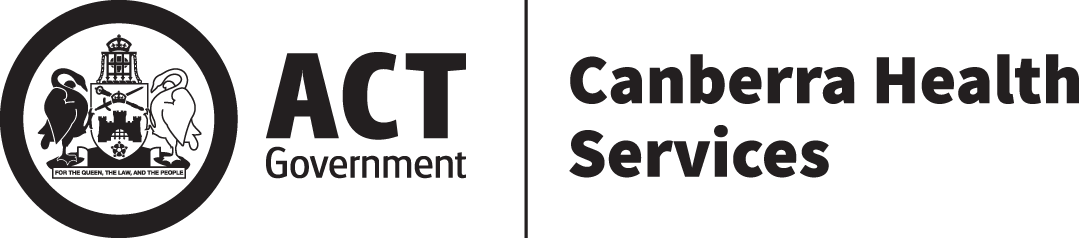 FOR THE QUEEN, THE LAW, AND THE PEOPLE
ACT
Government
Canberra Health
Services